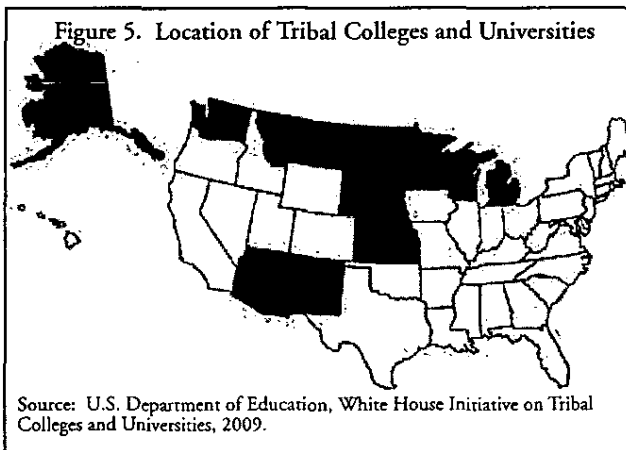 Figure 5. Location of Tribal Colleges and Universities
Source: U.S. Department of Education, White House Initiative on Tribal
Colleges and Universities, 2009.